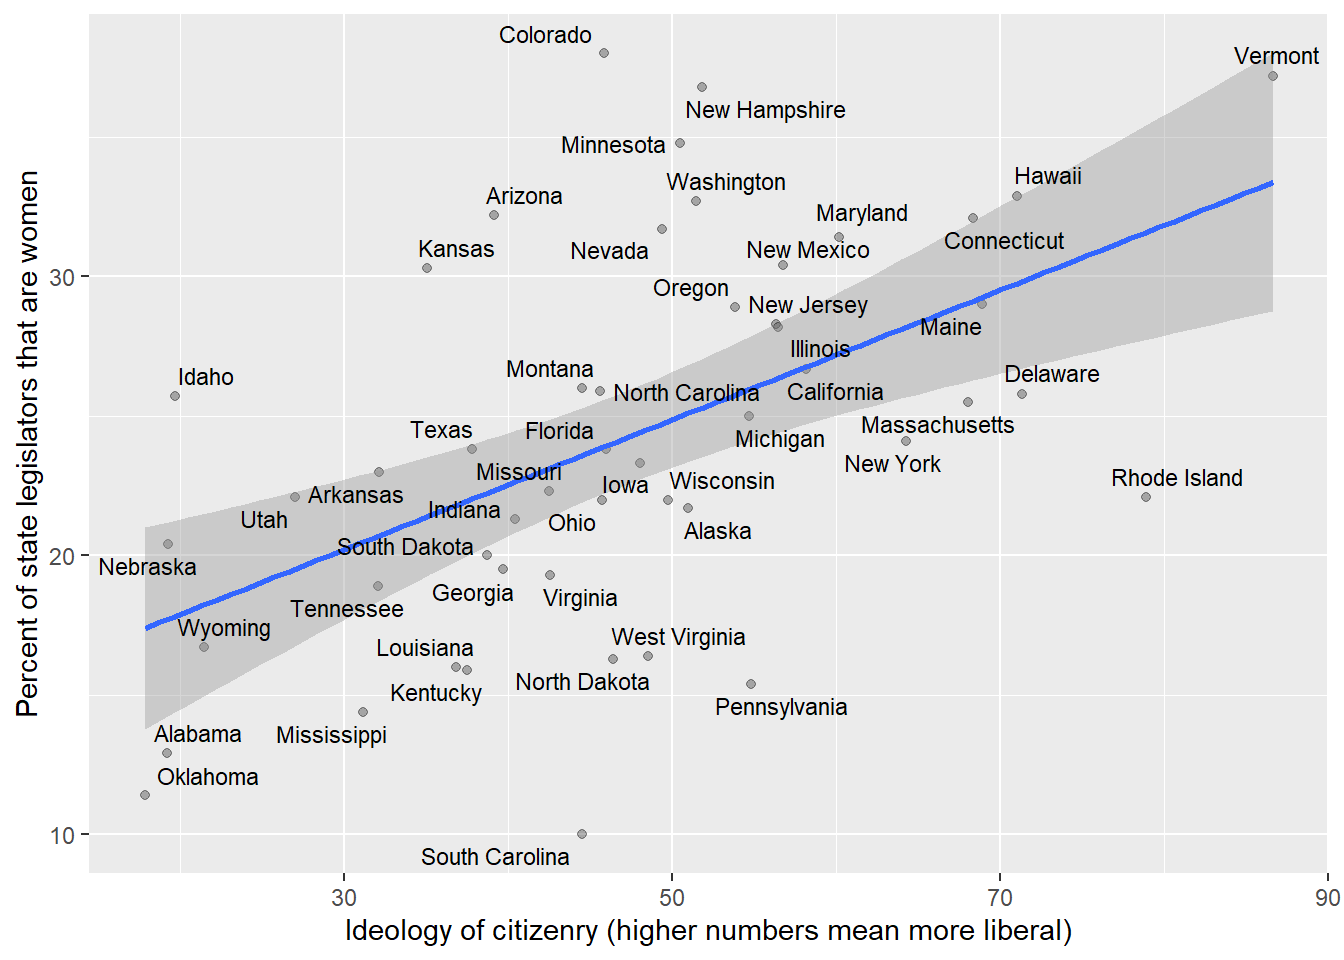 Colorado
Vermont
New Hampshire
Minnesota
Hawaii
Washington
Arizona
Maryland
Connecticut
Kansas
Nevada
New Mexico
30
Oregon
New Jersey
Maine
Illinois
Montana
Idaho
Delaware
North Carolina
California
Texas
Florida
Massachusetts
Michigan
New York
Missouri
Rhode Island
Wisconsin
Iowa
Arkansas
Indiana
Utah
Ohio
Alaska
South Dakota
20
Nebraska
Georgia
Virginia
Tennessee
Wyoming
West Virginia
Louisiana
North Dakota
Kentucky
Pennsylvania
Alabama
Mississippi
Oklahoma
10
South Carolina
30
50
70
90
Ideology of citizenry (higher numbers mean more liberal)
Percent of state legislators that are women